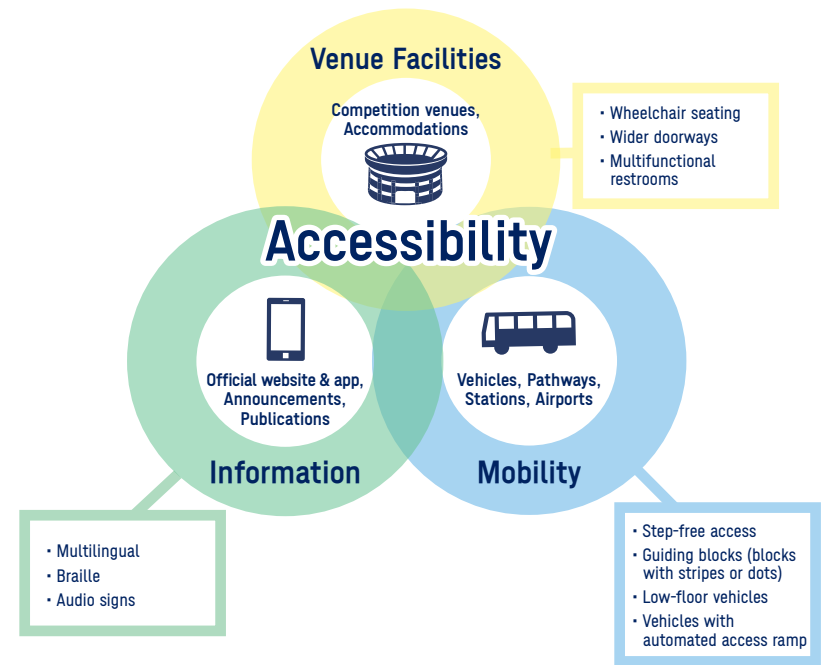 Venue Facilities
Competition venues,
Accommodations
・Wheelchair seating
・Wider doorways
・Multifunctional
restrooms
Accessibility
Official website & app,
Announcements,
Publications
Information
Vehicles, Pathways,
Stations, Airports
Mobility
・Multilingual
・Braille
・Audio signs
・Step-free access
・Guiding blocks (blocks
with stripes or dots)
・Low-floor vehicles
・Vehicles with
automated access ramp